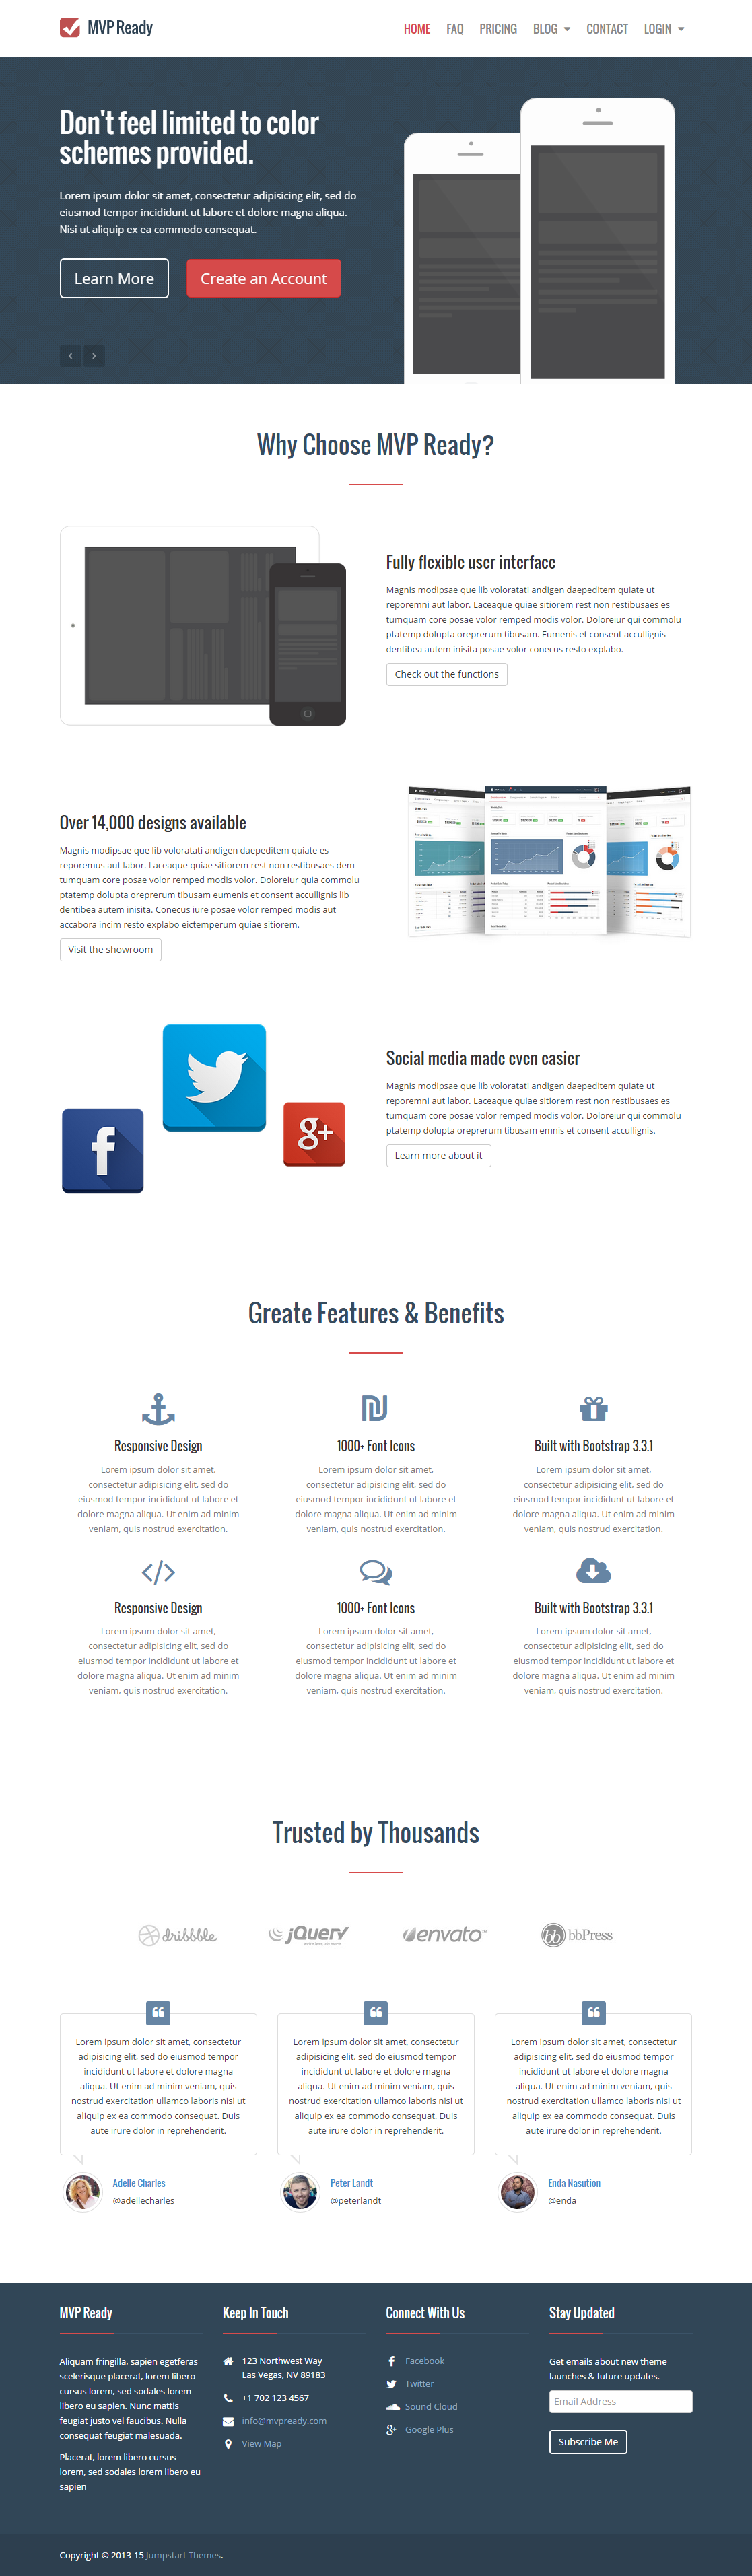 MVP Ready
HOME FAQ PRICING BLOG CONTACT LOGIN
Don't feel limited to color
schemes provided.
Lorem ipsum dolor sit amet, consectetur adipisicing elit, sed do
eiusmod tempor incididunt ut labore et dolore magna aliqua.
Nisi ut aliquip ex ea commodo consequat.
Learn More
Create an Account
Why Choose MVP Ready?
Fully flexible user interface
Magnis modipsae que lib voloratati andigen daepeditem quiate ut
reporemni aut labor. Laceaque quiae sitiorem rest non restibusaes es
tumquam core posae volor remped modis volor. Doloreiur qui commolu
ptatemp dolupta oreprerum tibusam. Eumenis et consent accullignis
dentibea autem inisita posae volor conecus resto explabo.
Check out the functions
Over 14,000 designs available
Magnis modipsae que lib voloratati andigen daepeditem quiate es
reporemus aut labor. Laceaque quiae sitiorem rest non restibusaes dem
tumquam core posae volor remped modis volor. Doloreiur quia commolu
ptatemp dolupta oreprerum tibusam eumenis et consent accullignis lib
dentibea autem inisita. Conecus iure posae volor remped modis aut
accabora incim resto explabo eictemperum quiae sitiorem.
Visit the showroom
Social media made even easier
Magnis modipsae que lib voloratati andigen daepeditem quiate ut
reporemni aut labor. Laceaque quiae sitiorem rest non restibusaes es
tumquam core posae volor remped modis volor. Doloreiur qui commolu
ptatemp dolupta oreprerum tibusam emnis et consent accullignis.
Learn more about it
Greate Features & Benefits
Responsive Design
Lorem ipsum dolor sit amet,
consectetur adipisicing elit, sed do
eiusmod tempor incididunt ut labore et
dolore magna aliqua. Ut enim ad minim
veniam, quis nostrud exercitation.
1000+ Font Icons
Lorem ipsum dolor sit amet,
consectetur adipisicing elit, sed do
eiusmod tempor incididunt ut labore et
dolore magna aliqua. Ut enim ad minim
veniam, quis nostrud exercitation.
Built with Bootstrap 3.3.1
Lorem ipsum dolor sit amet,
consectetur adipisicing elit, sed do
eiusmod tempor incididunt ut labore et
dolore magna aliqua. Ut enim ad minim
veniam, quis nostrud exercitation.
Responsive Design
Lorem ipsum dolor sit amet,
consectetur adipisicing elit, sed do
eiusmod tempor incididunt ut labore et
dolore magna aliqua. Ut enim ad minim
veniam, quis nostrud exercitation.
1000+ Font Icons
Lorem ipsum dolor sit amet,
consectetur adipisicing elit, sed do
eiusmod tempor incididunt ut labore et
dolore magna aliqua. Ut enim ad minim
veniam, quis nostrud exercitation.
Built with Bootstrap 3.3.1
Lorem ipsum dolor sit amet,
consectetur adipisicing elit, sed do
eiusmod tempor incididunt ut labore et
dolore magna aliqua. Ut enim ad minim
veniam, quis nostrud exercitation.
Trusted by Thousands
dribbble
jQuery
envato
bb bbPress
Lorem ipsum dolor sit amet, consectetur
adipisicing elit, sed do eiusmod tempor
incididunt ut labore et dolore magna
aliqua. Ut enim ad minim veniam, quis
nostrud exercitation ullamco laboris nisi ut
aliquip ex ea commodo consequat. Duis
aute irure dolor in reprehenderit.
Adelle Charles
@adellecharles
Lorem ipsum dolor sit amet, consectetur
adipisicing elit, sed do eiusmod tempor
incididunt ut labore et dolore magna
aliqua. Ut enim ad minim veniam, quis
nostrud exercitation ullamco laboris nisi ut
aliquip ex ea commodo consequat. Duis
aute irure dolor in reprehenderit.
Peter Landt
@peterlandt
Lorem ipsum dolor sit amet, consectetur
adipisicing elit, sed do eiusmod tempor
incididunt ut labore et dolore magna
aliqua. Ut enim ad minim veniam, quis
nostrud exercitation ullamco laboris nisi ut
aliquip ex ea commodo consequat. Duis
aute irure dolor in reprehenderit.
Enda Nasution
@enda
MVP Ready
Aliquam fringilla, sapien egetferas
scelerisque placerat, lorem libero
cursus lorem, sed sodales lorem
libero eu sapien. Nunc mattis
feugiat justo vel faucibus. Nulla
consequat feugiat malesuada.
Placerat, lorem libero cursus
lorem, sed sodales lorem libero eu
sapien
Keep In Touch
123 Northwest Way
Las Vegas, NV 89183
+1 702 123 4567
info@mvpready.com
View Map
Connect With Us
Facebook
Twitter
Sound Cloud
Google Plus
Stay Updated
Get emails about new theme
launches & future updates.
Email Address
Subscribe Me
Copyright © 2013-15 Jumpstart Themes.